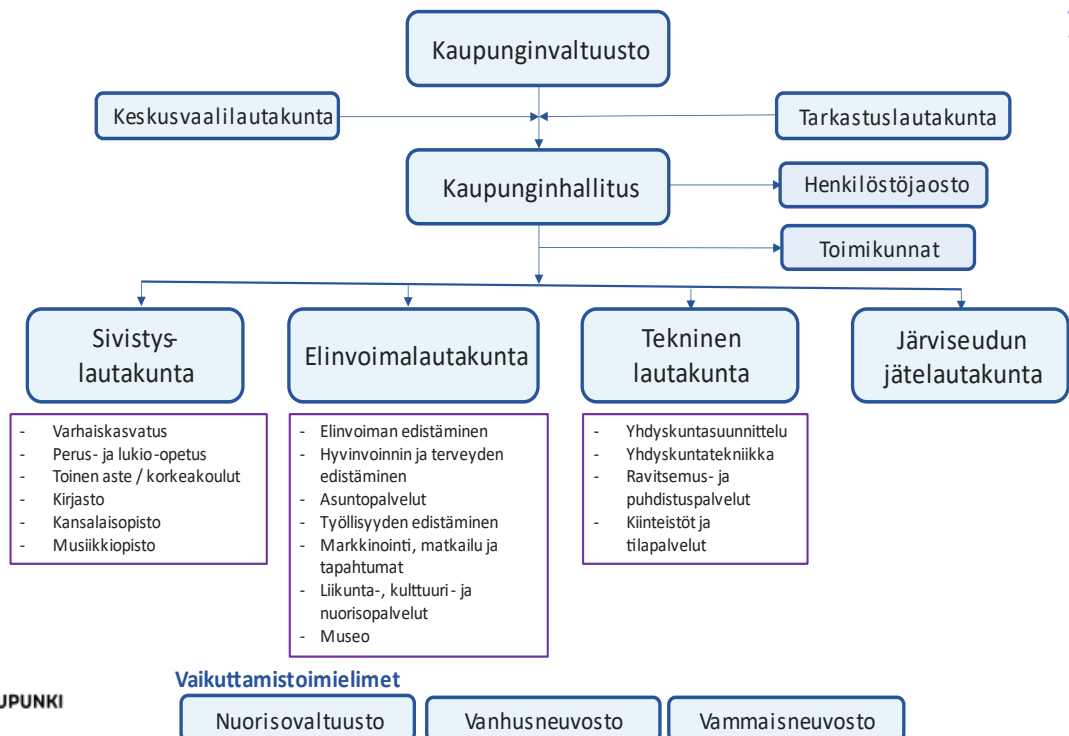 Kaupunginvaltuusto
Keskusvaalilautakunta
Tarkastuslautakunta
Kaupunginhallitus
Henkilöstöjaosto
Toimikunnat
Sivistys-
lautakunta
Elinvoimalautakunta
Tekninen
lautakunta
Järviseudun
jätelautakunta
- Varhaiskasvatus
- Perus- ja lukio-opetus
- Toinen aste / korkeakoulut
- Kirjasto
- Kansalaisopisto
- Musiikkiopisto
- Elinvoiman edistäminen
- Hyvinvoinnin ja terveyden
edistäminen
- Asuntopalvelut
- Työllisyyden edistäminen
- Markkinointi, matkailu ja
tapahtumat
- Liikunta-, kulttuuri- ja
nuorisopalvelut
- Museo
- Yhdyskuntasuunnittelu
- Yhdyskuntatekniikka
- Ravitsemus- ja
puhdistuspalvelut
- Kiinteistöt ja
tilapalvelut
Vaikuttamistoimielimet
UPUNKI
Nuorisovaltuusto
Vanhusneuvosto
Vammaisneuvosto